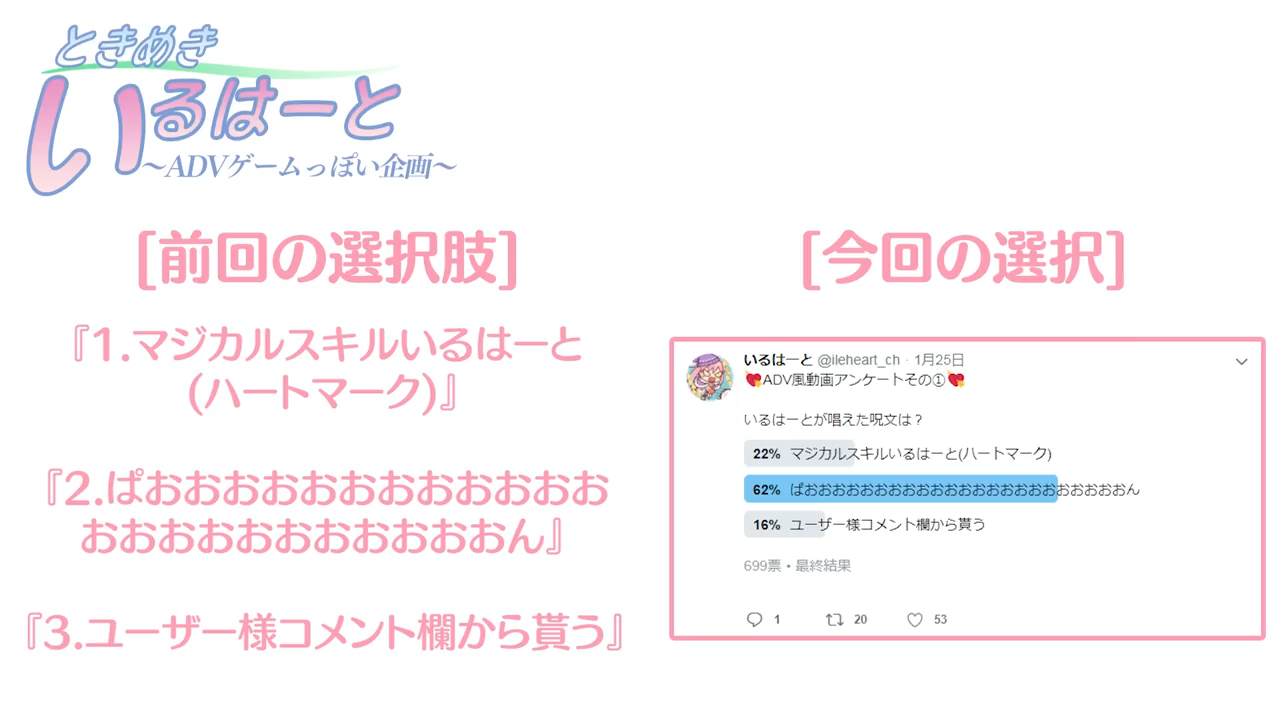 ときめき
いるはーと
～ADVゲームっぽい企画～
[前回の選択肢]
『1.マジカルスキルいるはーと
(ハートマーク)』
『2.ぱおおおおおおおおおおおお
おおおおおおおおおおおん』
『3.ユーザー様コメント欄から貰う』
[今回の選択]
いるはーと @ileheart_ch · 1月25日
💘ADV風動画アンケートその①💘
いるはーとが唱えた呪文は？
22% マジカルスキルいるはーと(ハートマーク)
62% ぱおおおおおおおおおおおおおおおおおおおおおおおん
16% ユーザー様コメント欄から貰う
699票・最終結果
1 20 53